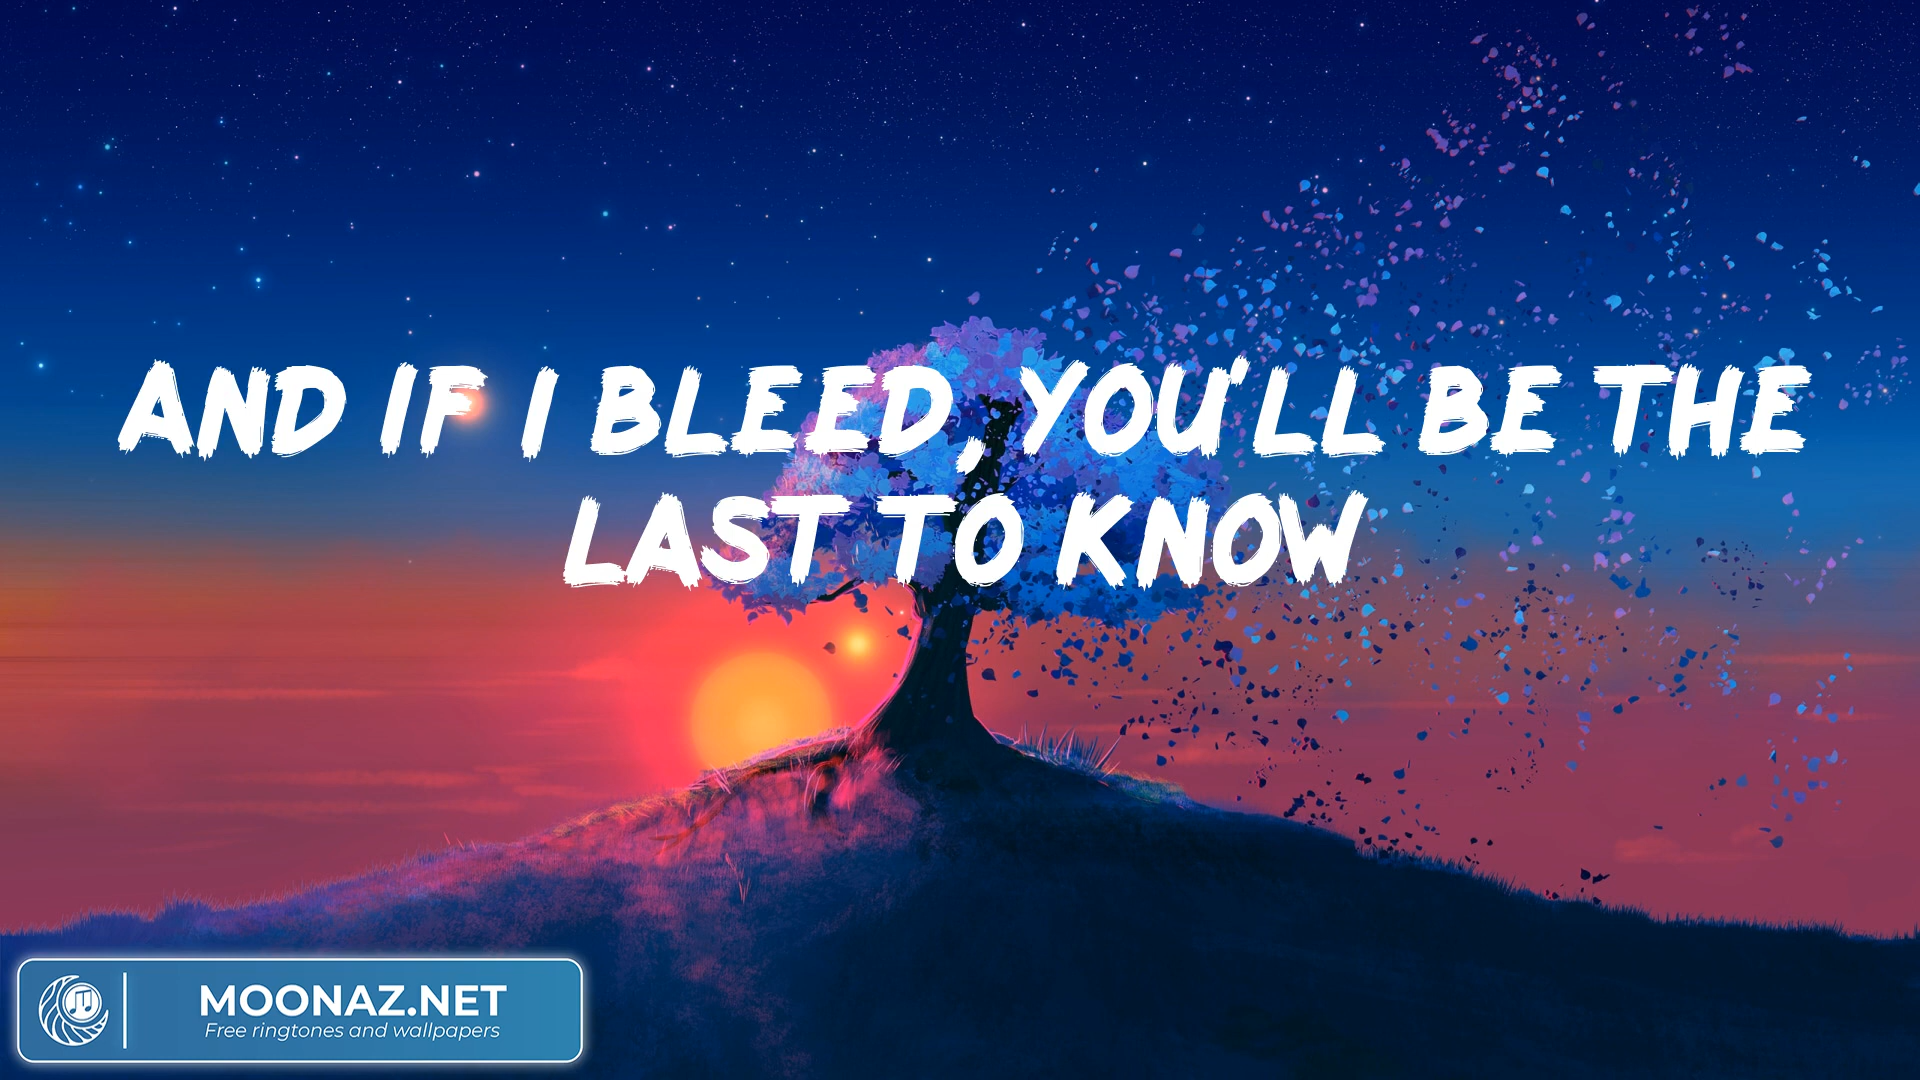 AND IF I BLEED, YOU'LL BE THE
LAST TO KNOW
MOONAZ.NET
Free ringtones and wallpapers